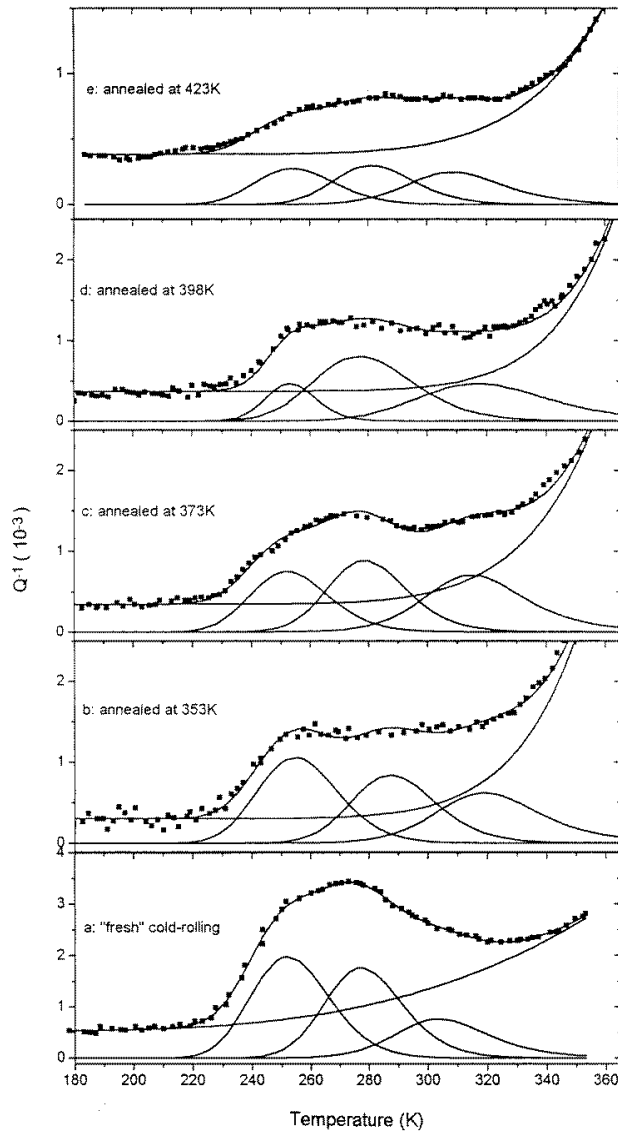 1
e: annealed at 423K
0
2
d: annealed at 398K
1
0
2
c: annealed at 373K
1
0
2
b: annealed at 353K
1
0
4
3
a: "fresh" cold-rolling
2
1
0
Q⁻¹ ( 10⁻³)
180 200 220 240 260 280 300 320 340 360
Temperature (K)